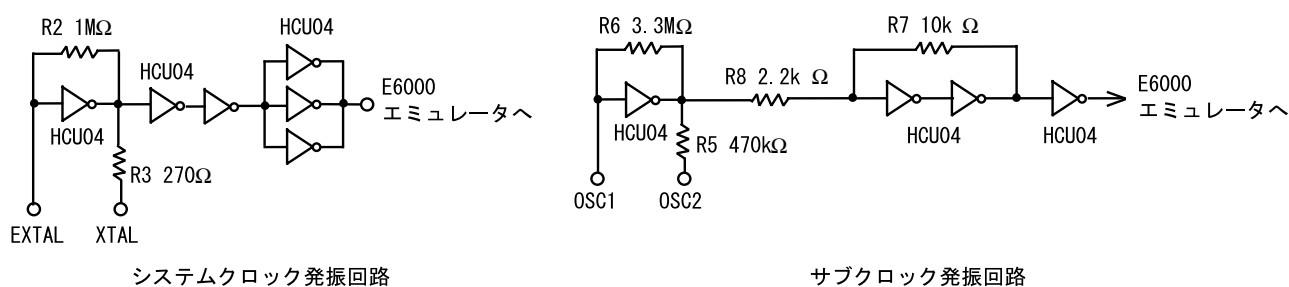 R2 1MΩ
HCU04
HCU04
HCU04
E6000
エミュレータへ
R3 270Ω
EXTAL
XTAL
システムクロック発振回路
R6 3.3MΩ
R7 10k Ω
R8 2.2k Ω
HCU04
R5 470kΩ
HCU04
HCU04
E6000
エミュレータへ
OSC1
OSC2
サブクロック発振回路